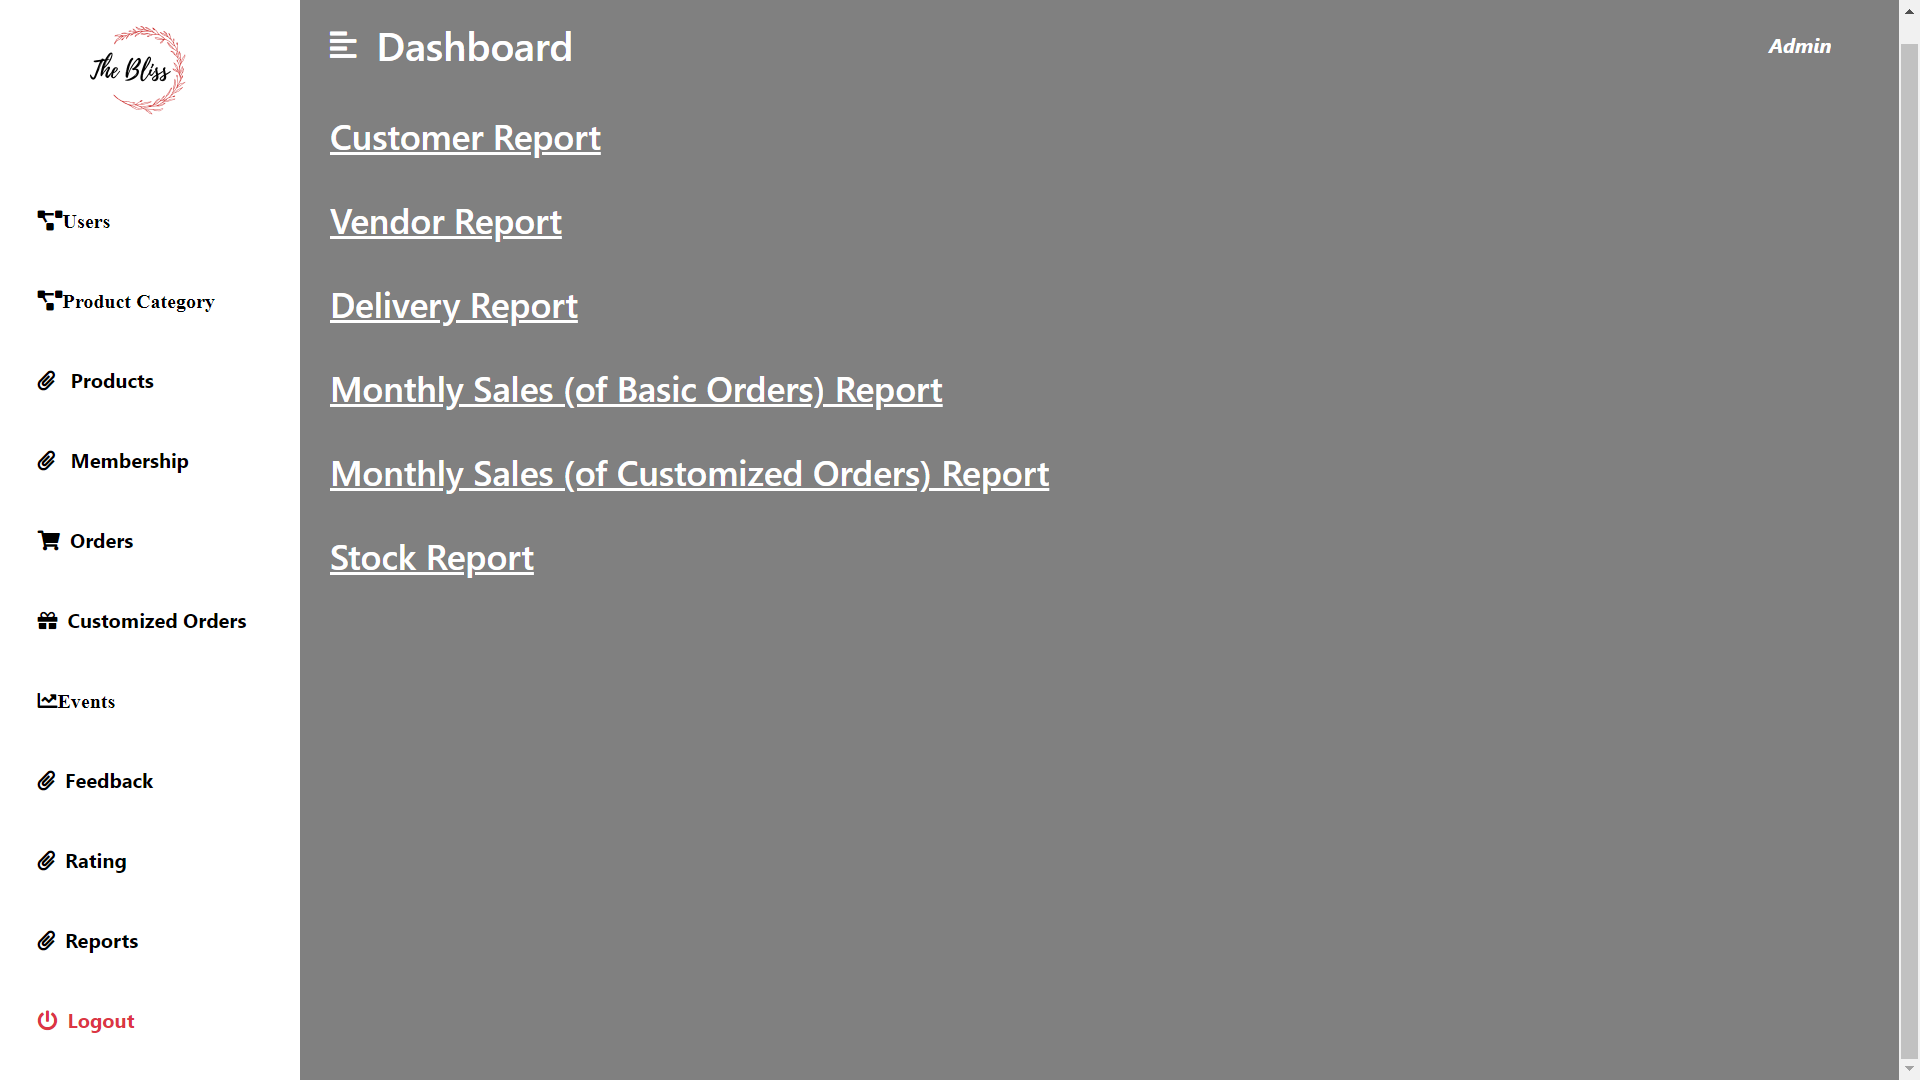 The Bliss
Users
Product Category
Products
Membership
Orders
Customized Orders
Events
Feedback
Rating
Reports
Logout
Dashboard
Admin
Customer Report
Vendor Report
Delivery Report
Monthly Sales (of Basic Orders) Report
Monthly Sales (of Customized Orders) Report
Stock Report